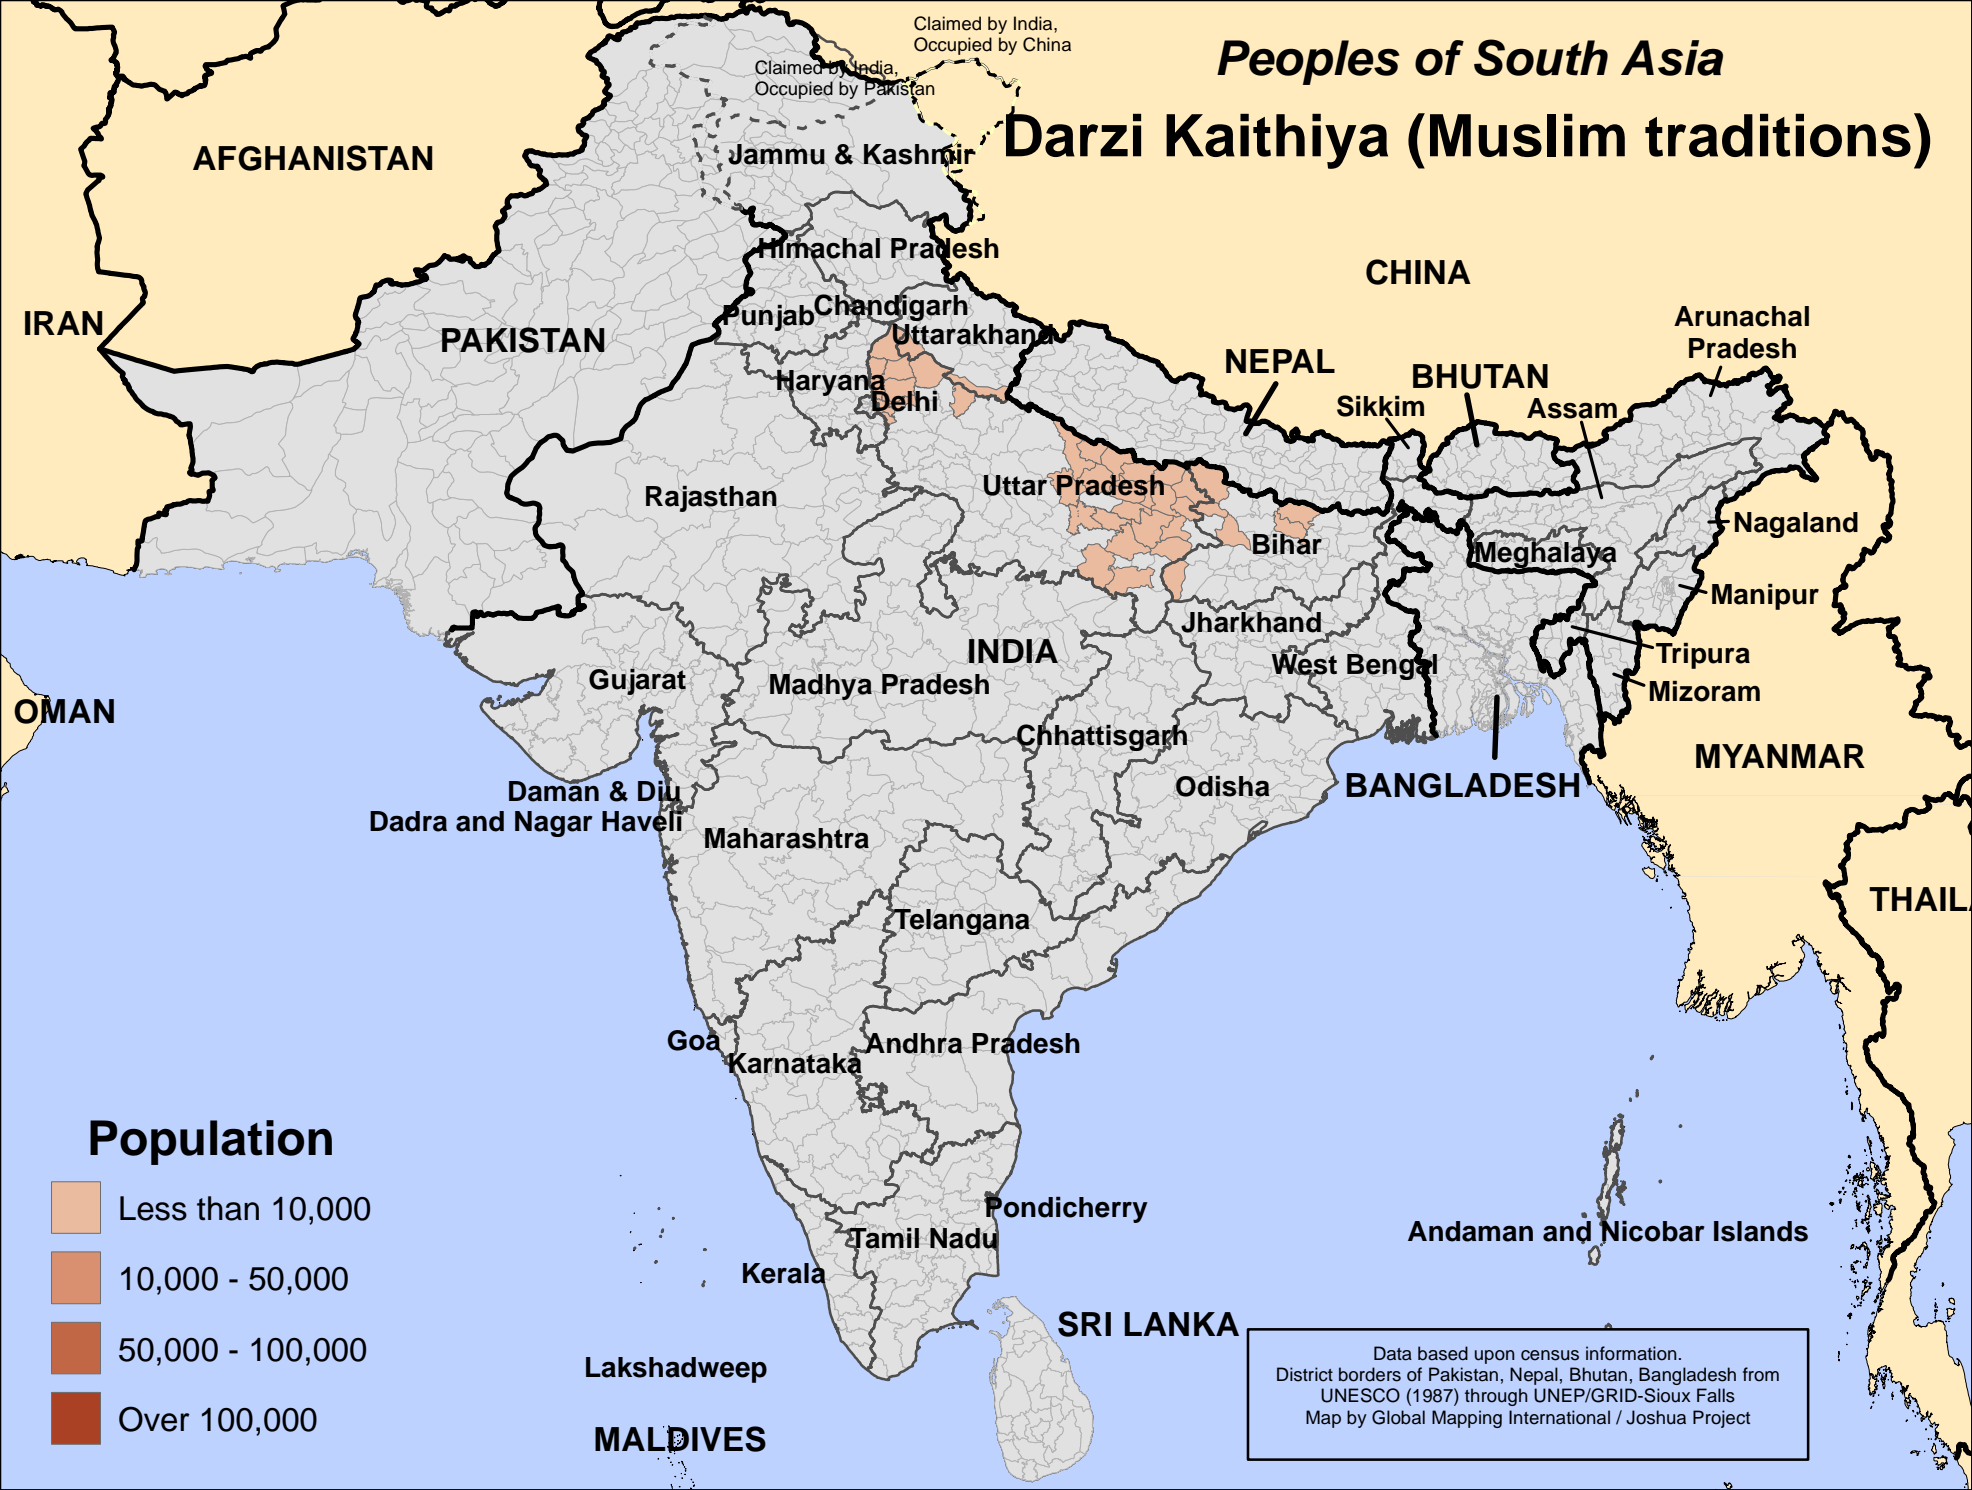 Claimed by India,
Occupied by China
Peoples of South Asia
Claimed by India,
Occupied by Pakistan
Darzi Kaithiya (Muslim traditions)
AFGHANISTAN
Jammu & Kashmir
Himachal Pradesh
CHINA
IRAN
PAKISTAN
Punjab
Chandigarh
Uttarakhand
Arunachal
Pradesh
NEPAL
BHUTAN
Haryana
Delhi
Sikkim
Assam
Rajasthan
Uttar Pradesh
Bihar
Meghalaya
Nagaland
Manipur
Jharkhand
INDIA
West Bengal
Tripura
Mizoram
OMAN
Gujarat
Madhya Pradesh
Chhattisgarh
Odisha
BANGLADESH
MYANMAR
Daman & Diu
Dadra and Nagar Haveli
Maharashtra
Telangana
THAILA
Goa
Karnataka
Andhra Pradesh
Population
Less than 10,000
10,000 - 50,000
50,000 - 100,000
Over 100,000
Pondicherry
Tamil Nadu
Kerala
Andaman and Nicobar Islands
SRI LANKA
Lakshadweep
MALDIVES
Data based upon census information.
District borders of Pakistan, Nepal, Bhutan, Bangladesh from
UNESCO (1987) through UNEP/GRID-Sioux Falls
Map by Global Mapping International / Joshua Project